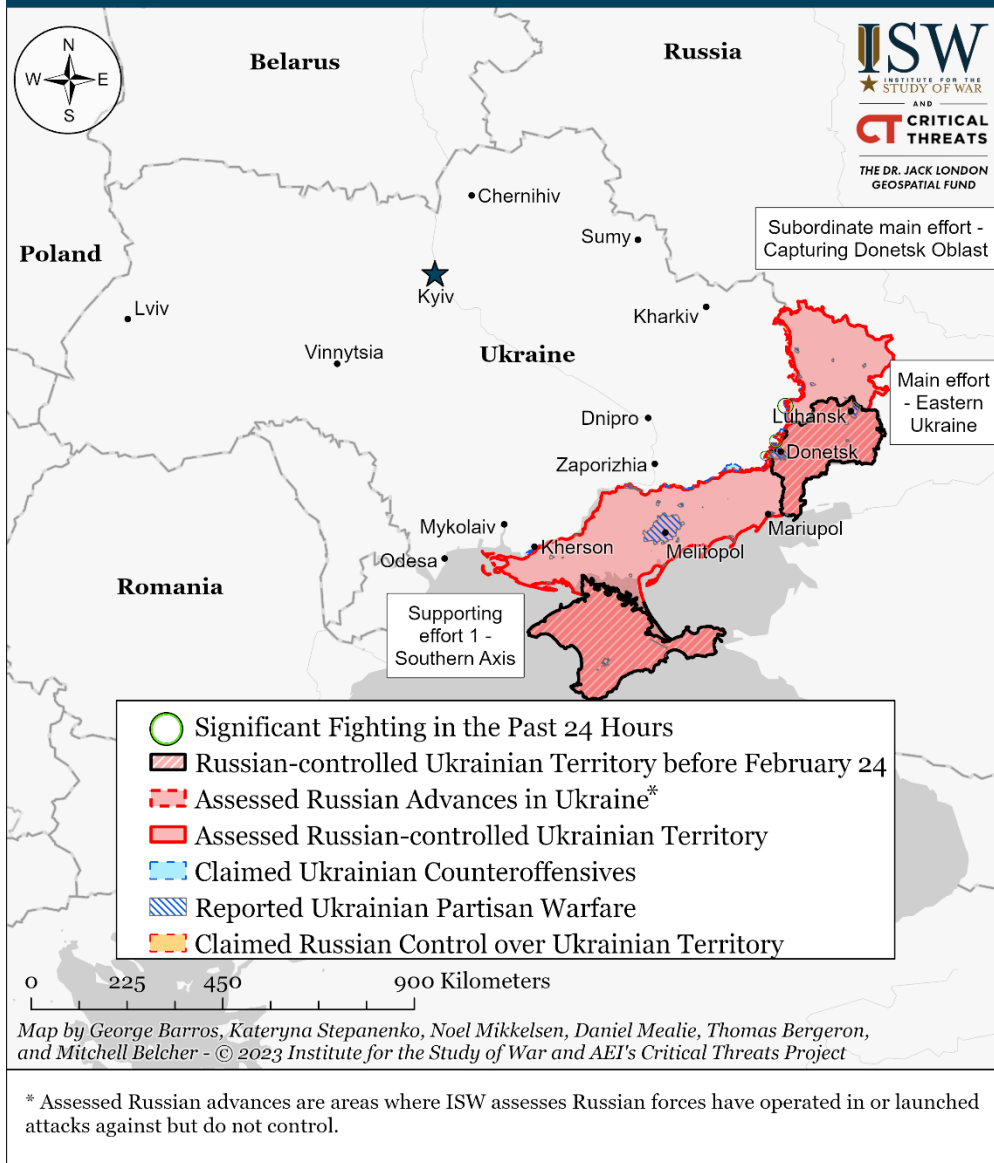 N
W
E
S
Belarus
Russia
ISW
INSTITUTE FOR THE
STUDY OF WAR
AND
CT CRITICAL
THREATS
THE DR. JACK LONDON
GEOSPATIAL FUND
Chernihiv
Subordinate main effort -
Capturing Donetsk Oblast
Sumy
Poland
Kyiv
Lviv
Kharkiv
Vinnytsia
Ukraine
Main effort
- Eastern
Ukraine
Dnipro
Luhansk
Donetsk
Zaporizhia
Mykolaiv
Mariupol
Kherson
Melitopol
Odesa
Romania
Supporting
effort 1 -
Southern Axis
Significant Fighting in the Past 24 Hours
Russian-controlled Ukrainian Territory before February 24
Assessed Russian Advances in Ukraine*
Assessed Russian-controlled Ukrainian Territory
Claimed Ukrainian Counteroffensives
Reported Ukrainian Partisan Warfare
Claimed Russian Control over Ukrainian Territory
0 225 450 900 Kilometers
Map by George Barros, Kateryna Stepanenko, Noel Mikkelsen, Daniel Mealie, Thomas Bergeron,
and Mitchell Belcher - © 2023 Institute for the Study of War and AEI's Critical Threats Project
* Assessed Russian advances are areas where ISW assesses Russian forces have operated in or launched
attacks against but do not control.